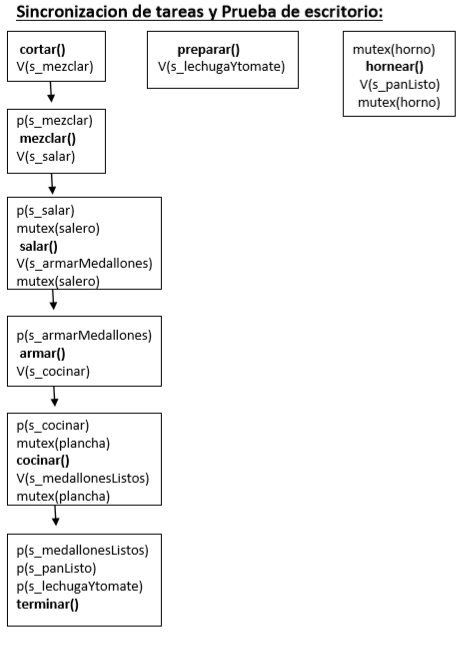 Sincronizacion de tareas y Prueba de escritorio:
cortar()
V(s_mezclar)
preparar()
V(s_lechugaYtomate)
mutex(horno)
hornear()
V(s_panListo)
mutex(horno)
p(s_mezclar)
mezclar()
V(s_salar)
p(s_salar)
mutex(salero)
salar()
V(s_armarMedallones)
mutex(salero)
p(s_armarMedallones)
armar()
V(s_cocinar)
p(s_cocinar)
mutex(plancha)
cocinar()
V(s_medallonesListos)
mutex(plancha)
p(s_medallonesListos)
p(s_panListo)
p(s_lechugaYtomate)
terminar()